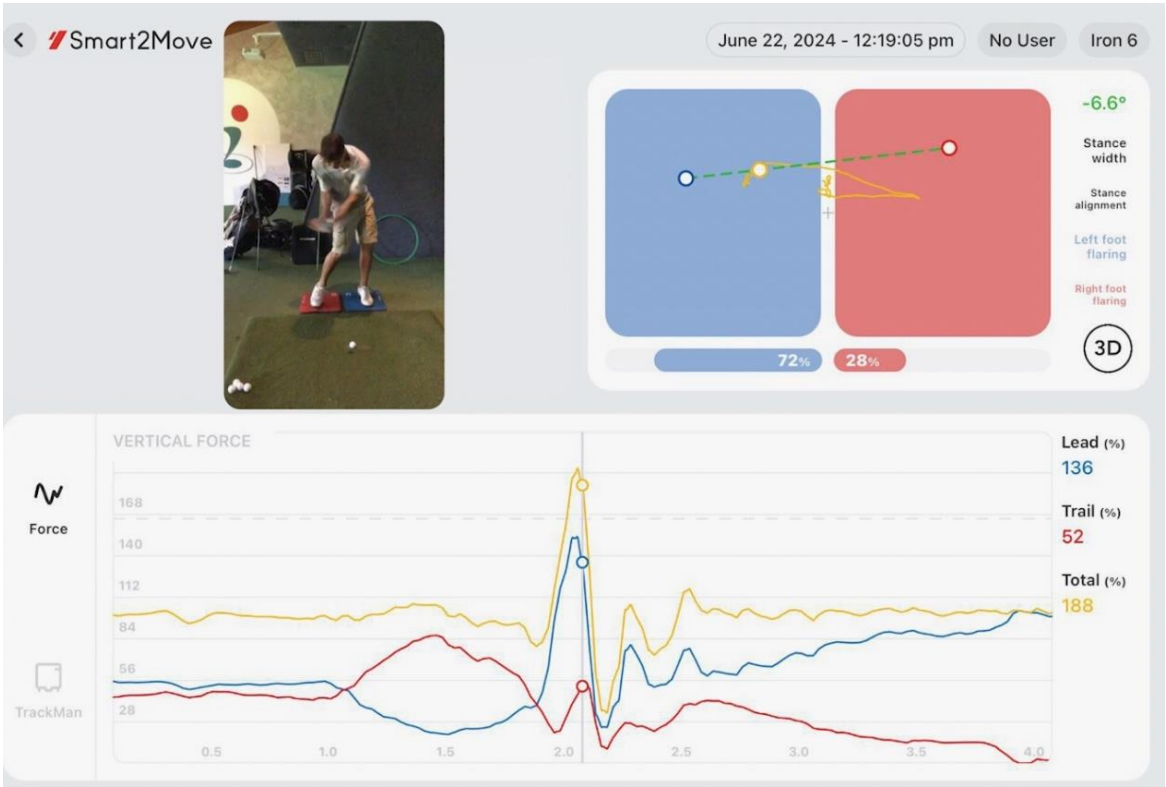 Smart2Move
June 22, 2024 - 12:19:05 pm
No User
Iron 6
-6.6°
Stance
width
Stance
alignment
Left foot
flaring
Right foot
flaring
3D
72%
28%
VERTICAL FORCE
Force
TrackMan
168
140
112
84
56
28
0.5
1.0
1.5
2.0
2.5
3.0
3.5
4.0
Lead (%)
136
Trail (%)
52
Total (%)
188